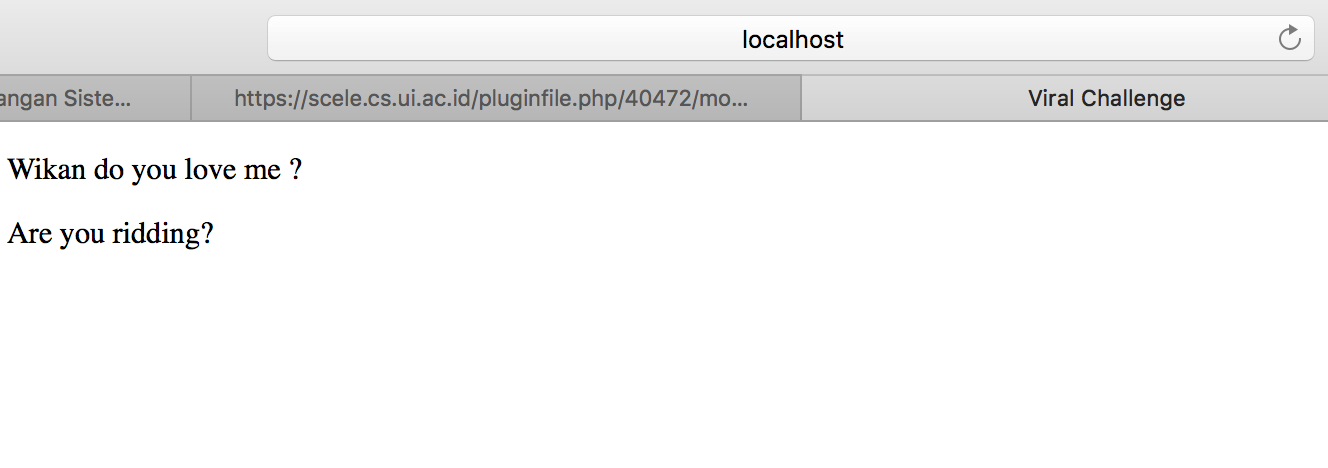 localhost
angan Siste...
https://scele.cs.ui.ac.id/pluginfile.php/40472/mo...
Viral Challenge
Wikan do you love me ?
Are you ridding?